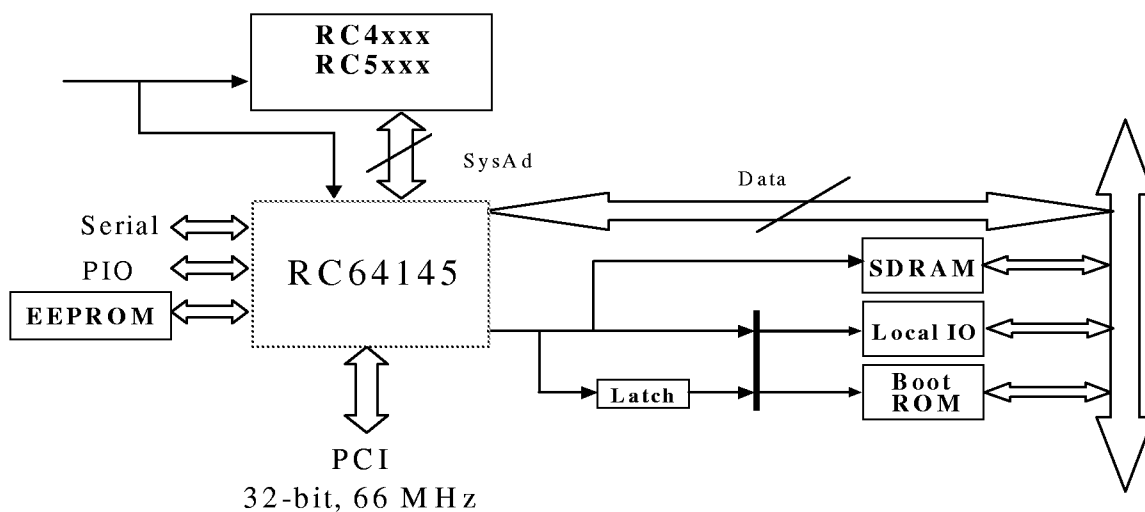 RC4xxx
RC5xxx
SysAd
Data
Serial
PIO
EEPROM
RC64145
SDRAM
Local IO
Latch
Boot
ROM
PCI
32-bit, 66 MHz